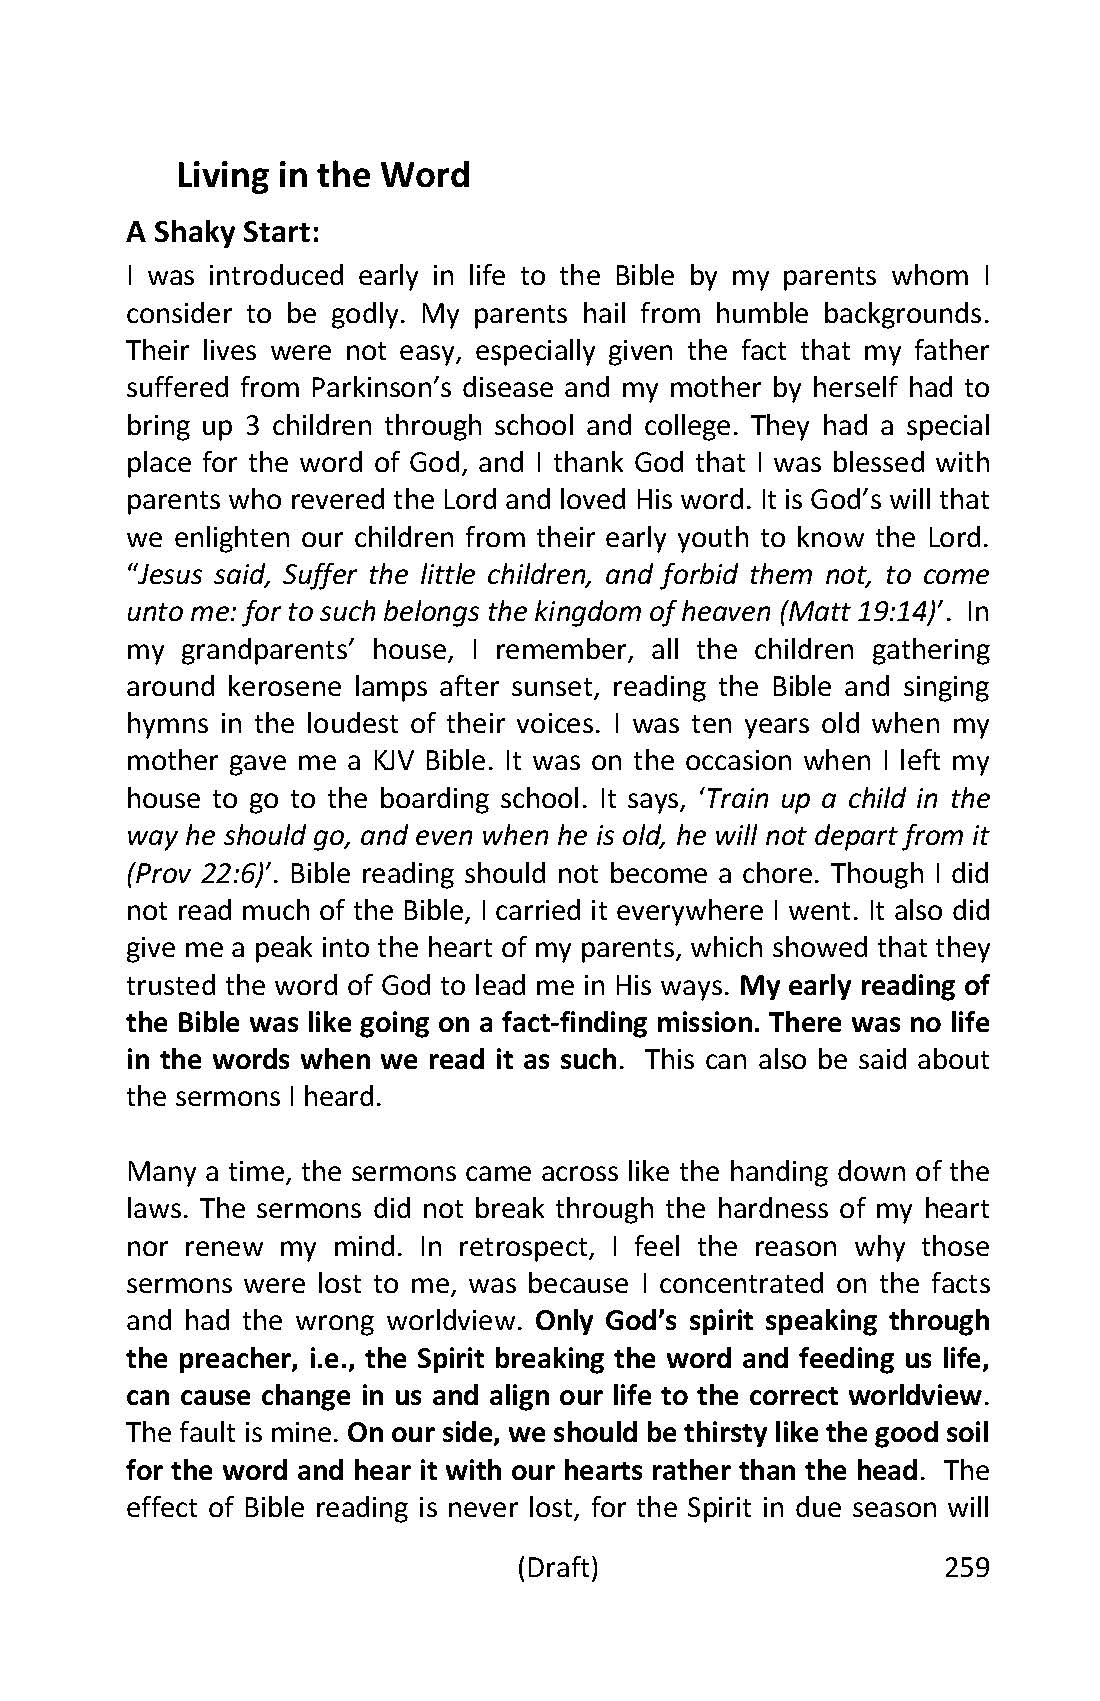 Living in the Word
A Shaky Start:
I was introduced early in life to the Bible by my parents whom I
consider to be godly. My parents hail from humble backgrounds.
Their lives were not easy, especially given the fact that my father
suffered from Parkinson’s disease and my mother by herself had to
bring up 3 children through school and college. They had a special
place for the word of God, and I thank God that I was blessed with
parents who revered the Lord and loved His word. It is God’s will that
we enlighten our children from their early youth to know the Lord.
“Jesus said, Suffer the little children, and forbid them not, to come
unto me: for to such belongs the kingdom of heaven (Matt 19:14)’. In
my grandparents’ house, I remember, all the children gathering
around kerosene lamps after sunset, reading the Bible and singing
hymns in the loudest of their voices. I was ten years old when my
mother gave me a KJV Bible. It was on the occasion when I left my
house to go to the boarding school. It says, ‘Train up a child in the
way he should go, and even when he is old, he will not depart from it
(Prov 22:6)’. Bible reading should not become a chore. Though I did
not read much of the Bible, I carried it everywhere I went. It also did
give me a peak into the heart of my parents, which showed that they
trusted the word of God to lead me in His ways. My early reading of
the Bible was like going on a fact-finding mission. There was no life
in the words when we read it as such. This can also be said about
the sermons I heard.
Many a time, the sermons came across like the handing down of the
laws. The sermons did not break through the hardness of my heart
nor renew my mind. In retrospect, I feel the reason why those
sermons were lost to me, was because I concentrated on the facts
and had the wrong worldview. Only God’s spirit speaking through
the preacher, i.e., the Spirit breaking the word and feeding us life,
can cause change in us and align our life to the correct worldview.
The fault is mine. On our side, we should be thirsty like the good soil
for the word and hear it with our hearts rather than the head. The
effect of Bible reading is never lost, for the Spirit in due season will
(Draft) 259